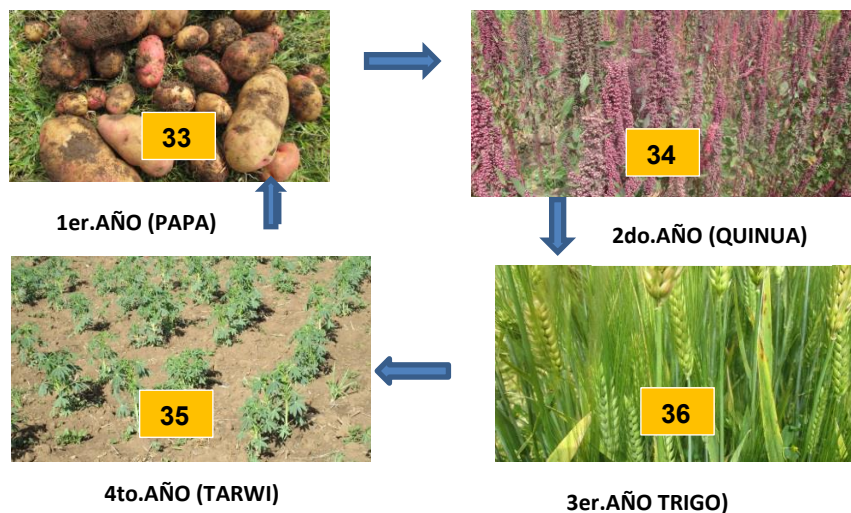 33
34
1er.AÑO (PAPA)
2do.AÑO (QUINUA)
35
36
4to.AÑO (TARWI)
3er.AÑO TRIGO)